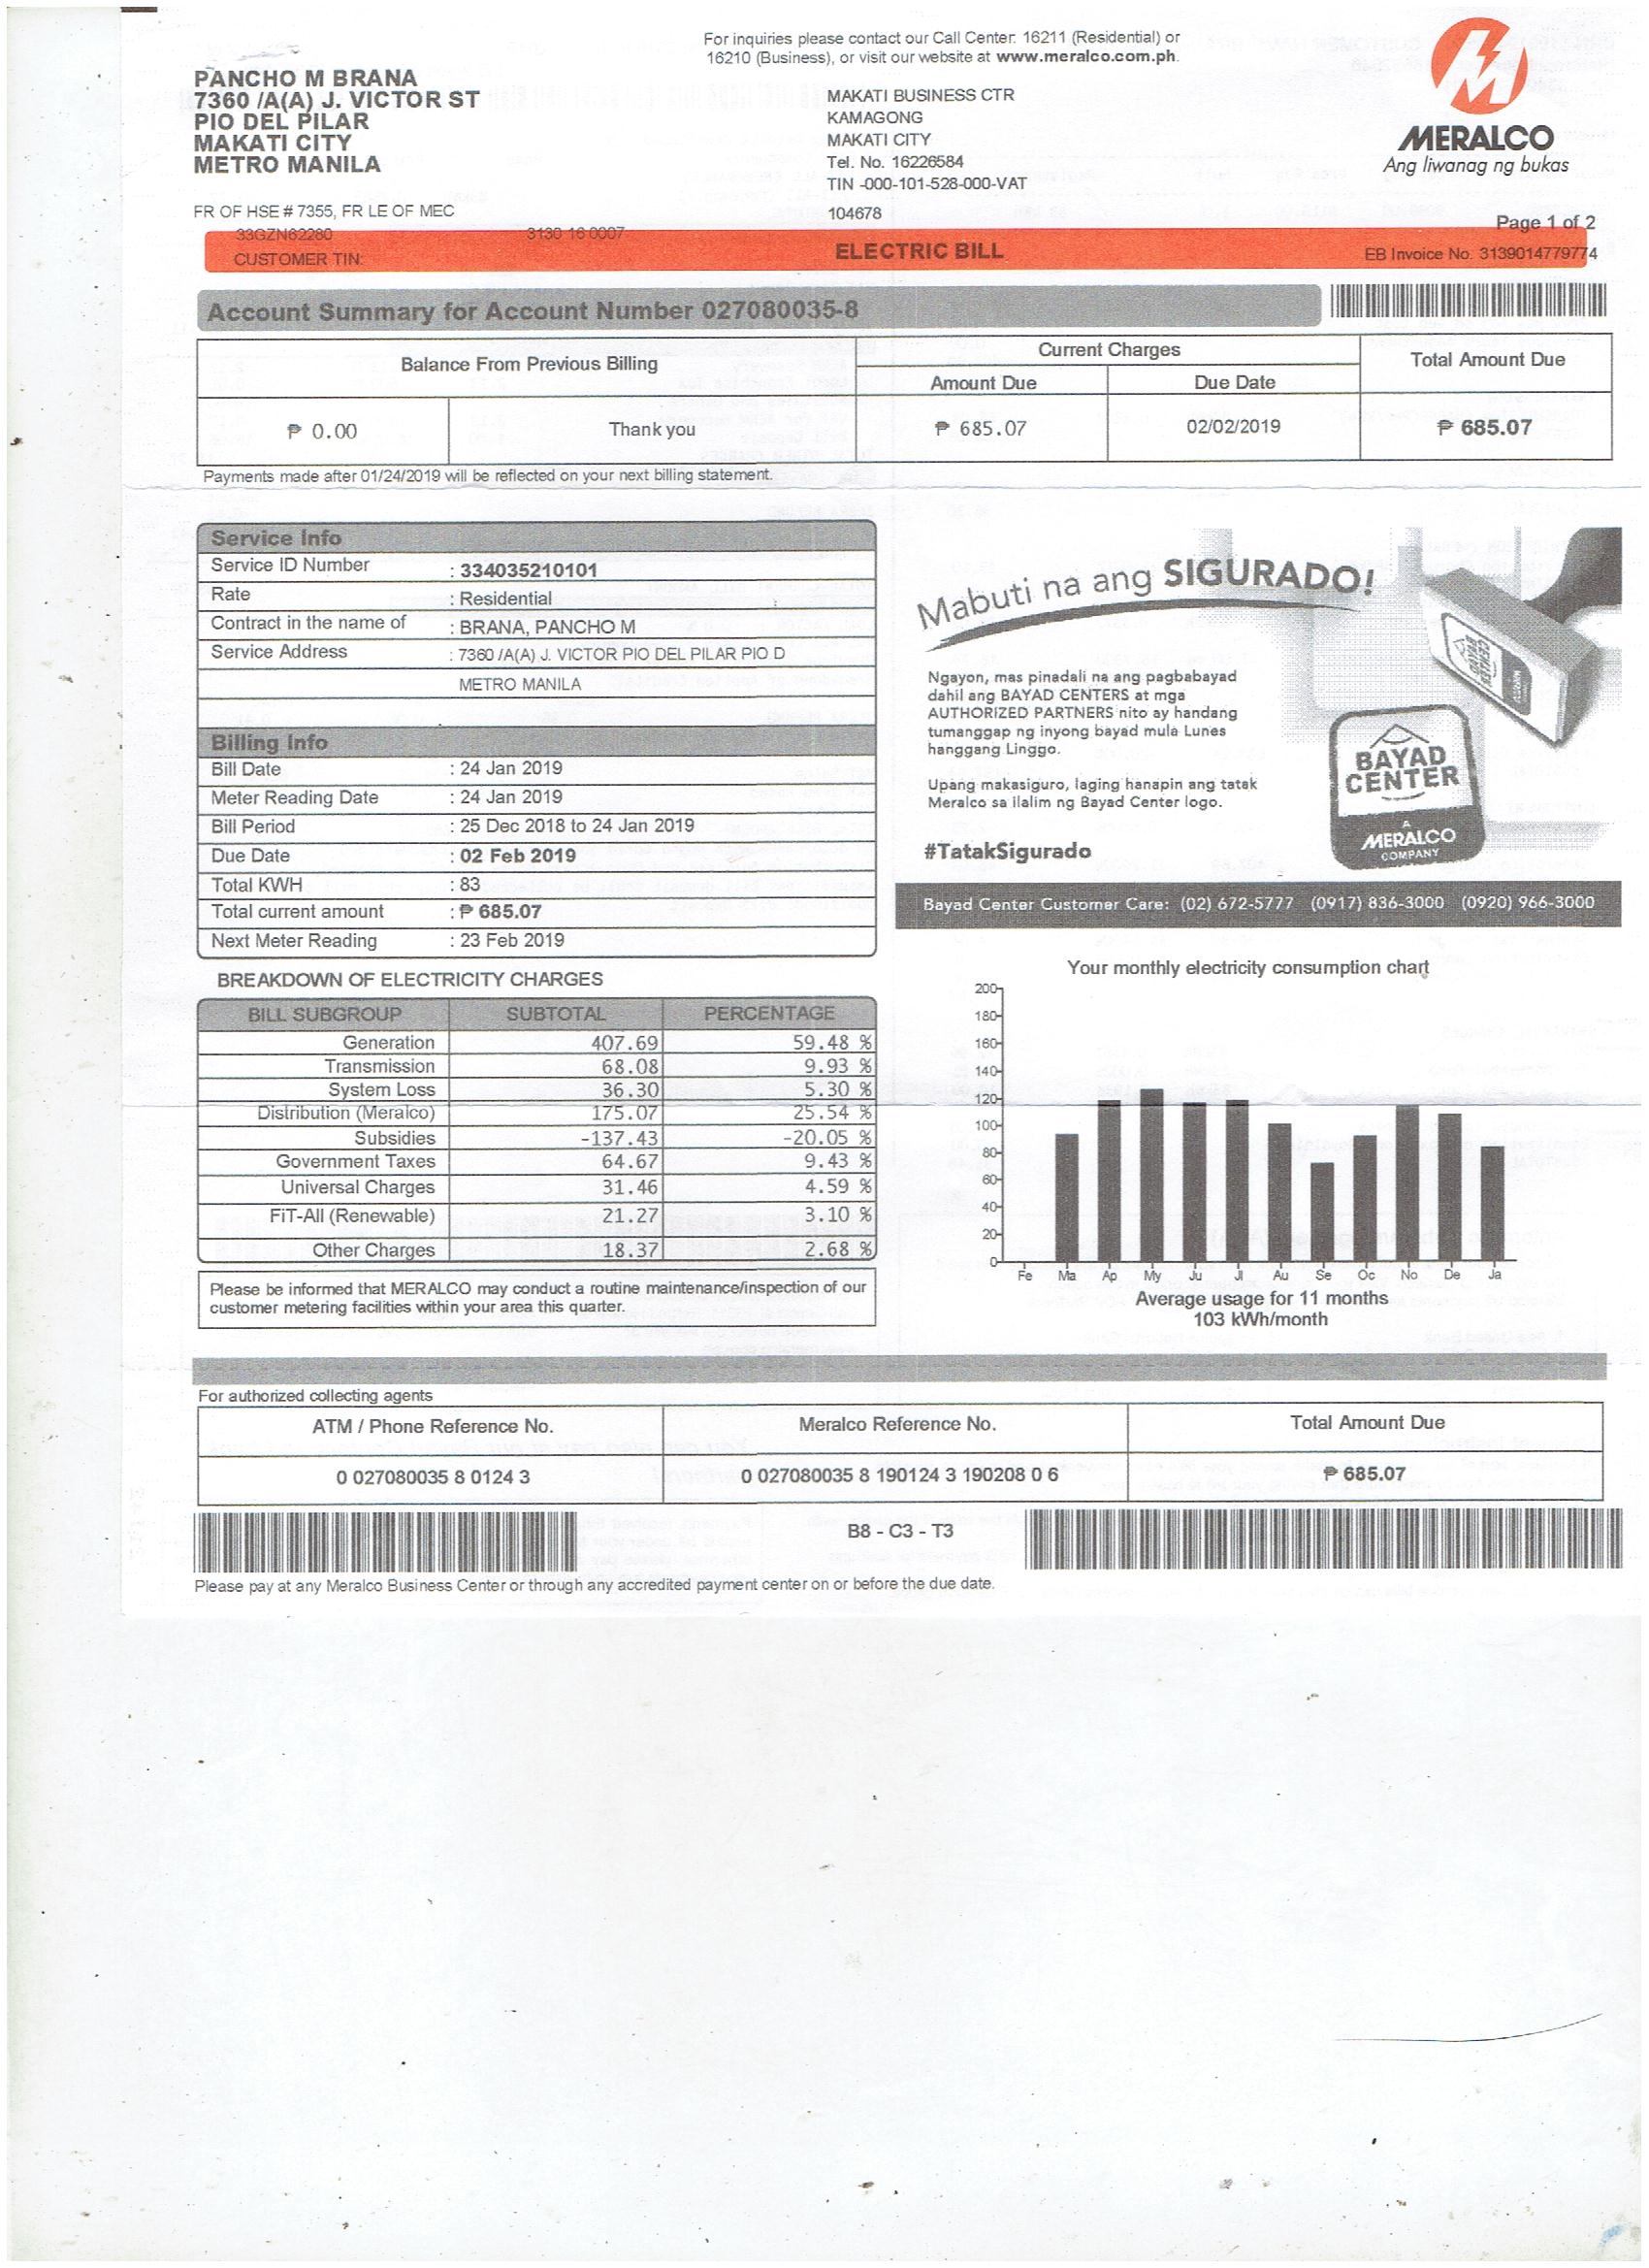 For inquiries please contact our Call Center: 16211 (Residential) or
16210 (Business), or visit our website at www.meralco.com.ph.
PANCHO M BRANA
7360 /A(A) J. VICTOR ST
PIO DEL PILAR
MAKATI CITY
METRO MANILA
MAKATI BUSINESS CTR
KAMAGONG
MAKATI CITY
Tel. No. 16226584
TIN -000-101-528-000-VAT
MERALCO
Ang liwanag ng bukas
FR OF HSE # 7355, FR LE OF MEC
104678
Page 1 of 2
33GZN62280 3130 16 0007
CUSTOMER TIN:
ELECTRIC BILL
EB Invoice No. 3139014779774
Account Summary for Account Number 027080035-8
Balance From Previous Billing
Current Charges
Total Amount Due
Amount Due Due Date
₱ 0.00 Thank you ₱ 685.07 02/02/2019 ₱ 685.07
Payments made after 01/24/2019 will be reflected on your next billing statement.
Service Info
Service ID Number : 334035210101
Rate : Residential
Contract in the name of : BRANA, PANCHO M
Service Address : 7360 /A(A) J. VICTOR PIO DEL PILAR PIO D
METRO MANILA
Billing Info
Bill Date : 24 Jan 2019
Meter Reading Date : 24 Jan 2019
Bill Period : 25 Dec 2018 to 24 Jan 2019
Due Date : 02 Feb 2019
Total KWH : 83
Total current amount : ₱ 685.07
Next Meter Reading : 23 Feb 2019
Mabuti na ang SIGURADO!
Ngayon, mas pinadali na ang pagbabayad
dahil ang BAYAD CENTERS at mga
AUTHORIZED PARTNERS nito ay handang
tumanggap ng inyong bayad mula Lunes
hanggang Linggo.
Upang makasiguro, laging hanapin ang tatak
Meralco sa ilalim ng Bayad Center logo.
#TatakSigurado
BAYAD
CENTER
A
MERALCO
COMPANY
Bayad Center Customer Care: (02) 672-5777 (0917) 836-3000 (0920) 966-3000
BREAKDOWN OF ELECTRICITY CHARGES
BILL SUBGROUP SUBTOTAL PERCENTAGE
Generation 407.69 59.48 %
Transmission 68.08 9.93 %
System Loss 36.30 5.30 %
Distribution (Meralco) 175.07 25.54 %
Subsidies -137.43 -20.05 %
Government Taxes 64.67 9.43 %
Universal Charges 31.46 4.59 %
FiT-All (Renewable) 21.27 3.10 %
Other Charges 18.37 2.68 %
Please be informed that MERALCO may conduct a routine maintenance/inspection of our
customer metering facilities within your area this quarter.
Your monthly electricity consumption chart
200
180
160
140
120
100
80
60
40
20
0
Fe Ma Ap My Ju Jl Au Se Oc No De Ja
Average usage for 11 months
103 kWh/month
For authorized collecting agents
ATM / Phone Reference No. Meralco Reference No. Total Amount Due
0 027080035 8 0124 3 0 027080035 8 190124 3 190208 0 6 ₱ 685.07
B8 - C3 - T3
Please pay at any Meralco Business Center or through any accredited payment center on or before the due date.